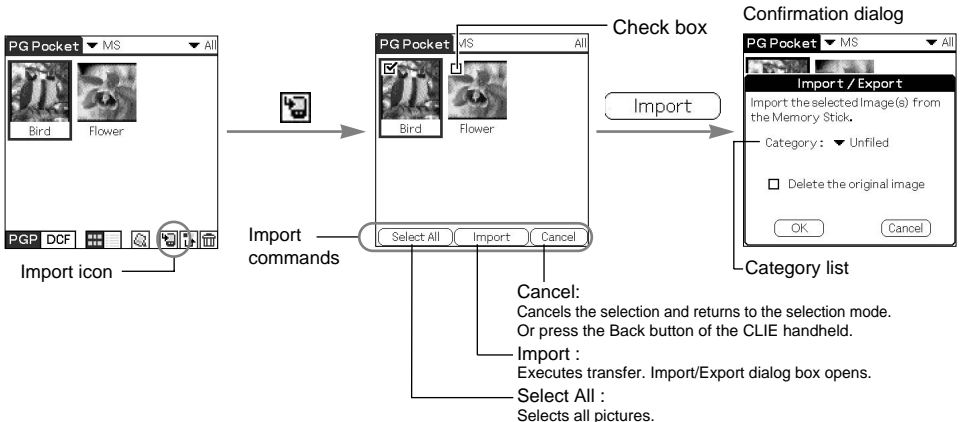 PG Pocket MS All
Bird Flower
PGP DCF
Import icon
PG Pocket MS All
Bird Flower
Check box
Select All Import Cancel
Import
commands
Import
Confirmation dialog
PG Pocket MS All
Import / Export
Import the selected Image(s) from
the Memory Stick.
Category: Unfiled
Delete the original image
OK Cancel
Category list
Cancel:
Cancels the selection and returns to the selection mode.
Or press the Back button of the CLIE handheld.
Import :
Executes transfer. Import/Export dialog box opens.
Select All :
Selects all pictures.